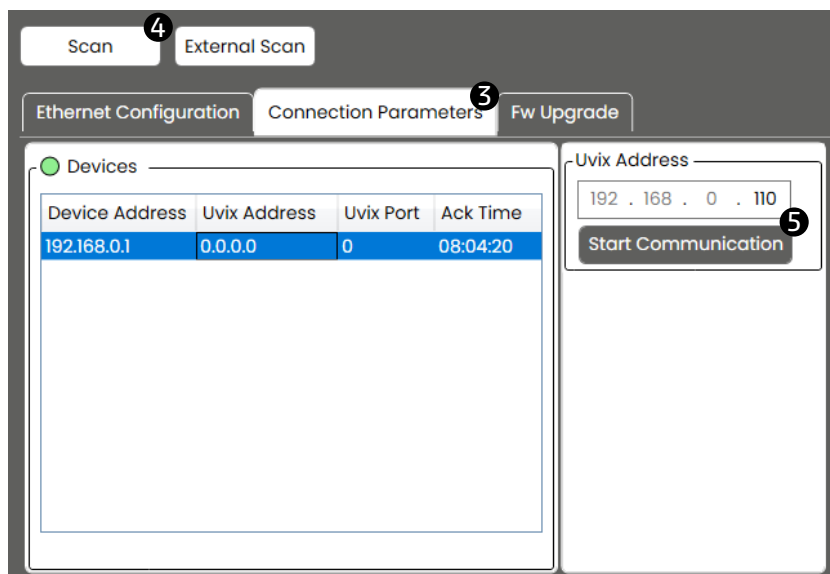 Scan 4 External Scan
Ethernet Configuration Connection Parameters 3 Fw Upgrade
Devices
Device Address Uvix Address Uvix Port Ack Time
192.168.0.1 0.0.0.0 0 08:04:20
Uvix Address
192 . 168 . 0 . 110
5
Start Communication